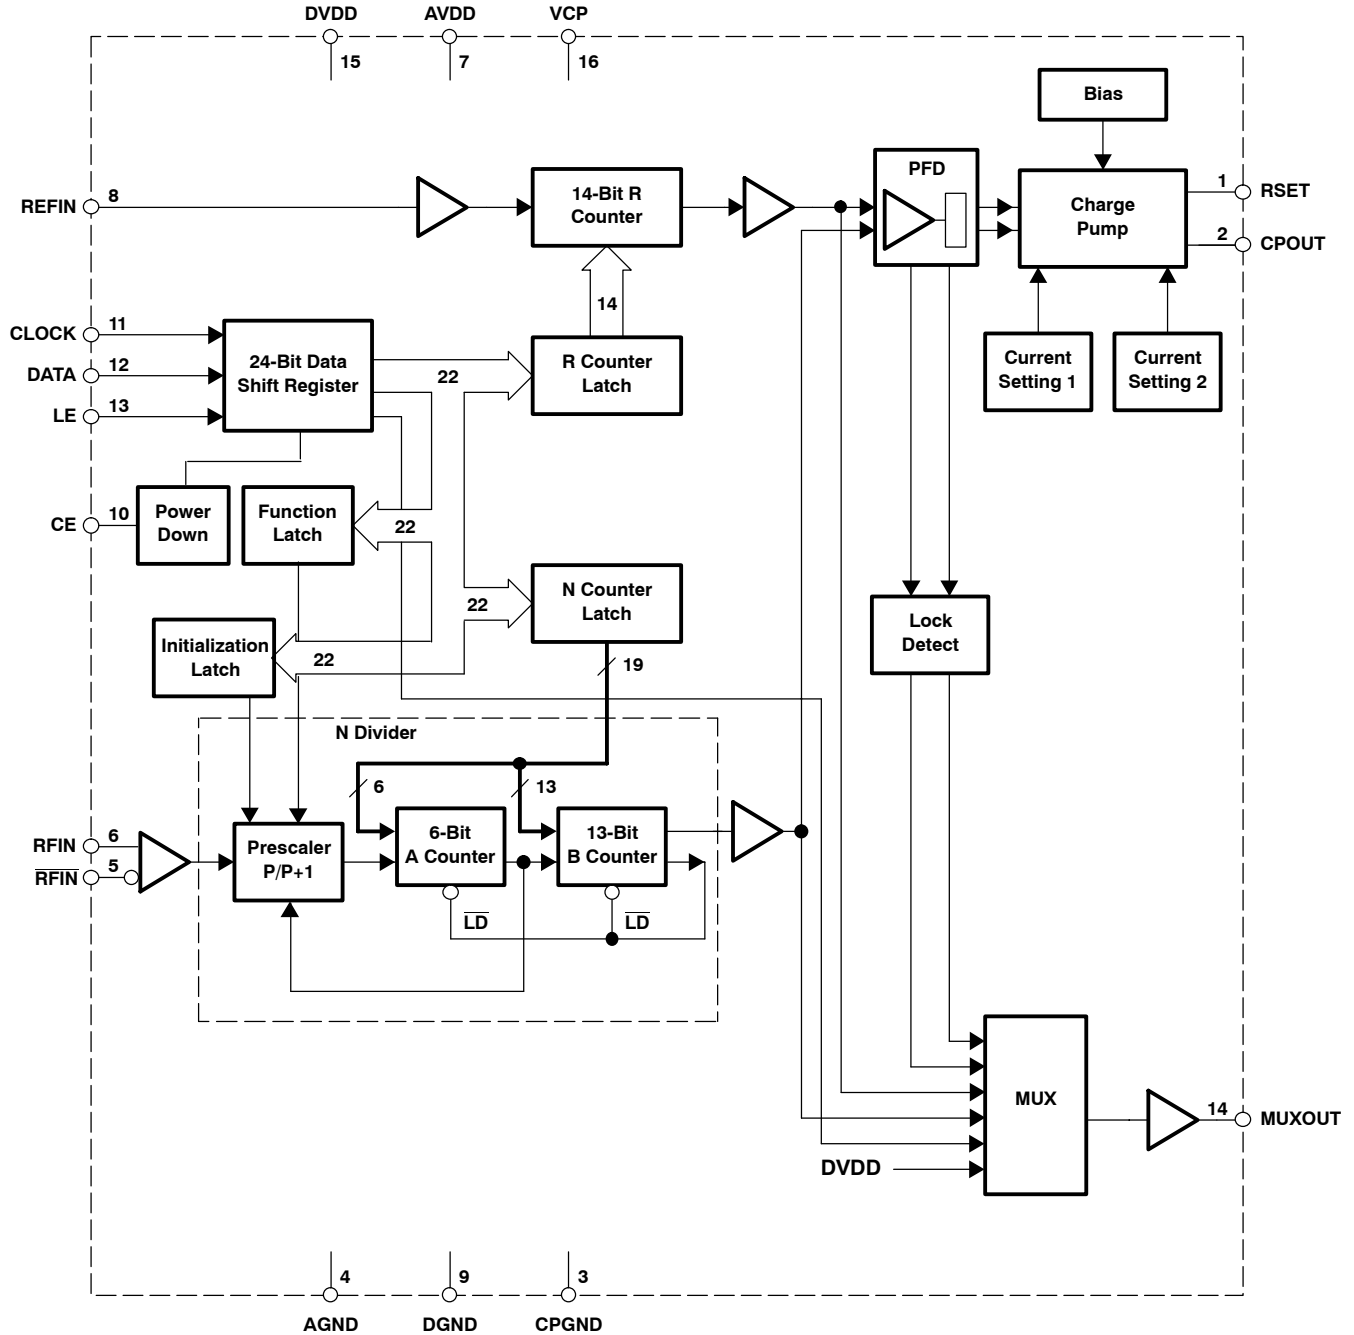 DVDD AVDD VCP
15 7 16
Bias
PFD
REFIN 8
14-Bit R
Counter
Charge
Pump
1 RSET
2 CPOUT
14
CLOCK 11
DATA 12
LE 13
24-Bit Data
Shift Register
22
R Counter
Latch
Current
Setting 1
Current
Setting 2
CE 10
Power
Down
Function
Latch
22
N Counter
Latch
22
19
Lock
Detect
Initialization
Latch
22
N Divider
6 13
RFIN 6
R̅F̅I̅N̅ 5
Prescaler
P/P+1
6-Bit
A Counter
13-Bit
B Counter
L̅D̅ L̅D̅
MUX
14 MUXOUT
DVDD
4 9 3
AGND DGND CPGND